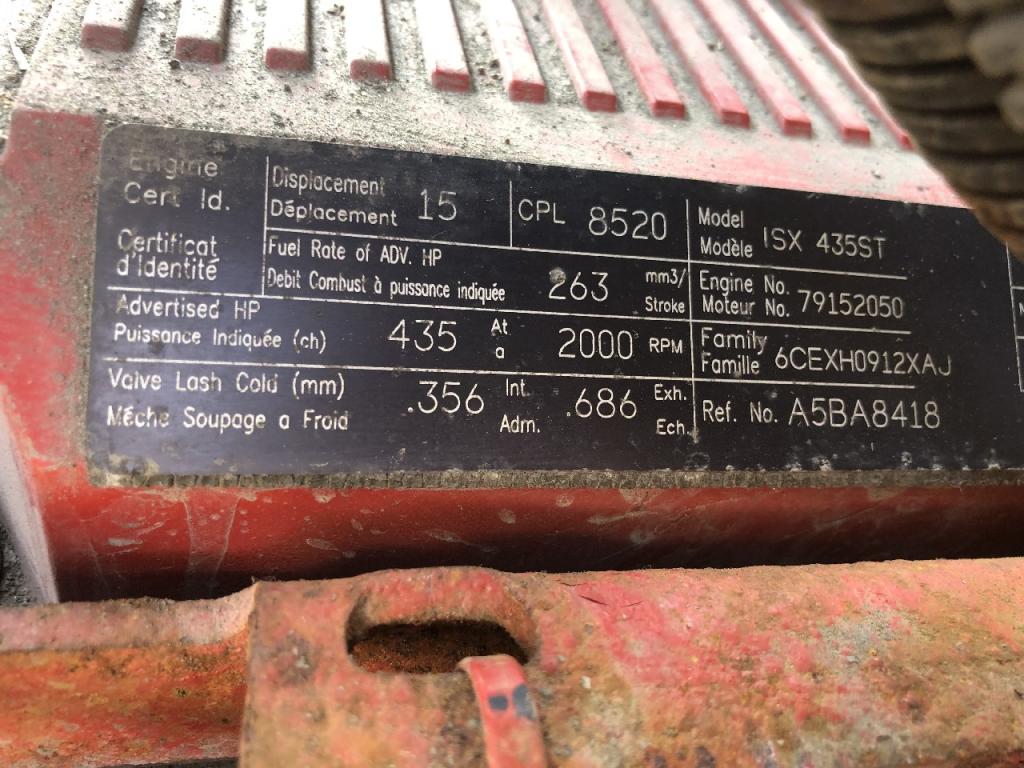 Engine
Cert Id.
Certificat
d'Identité
Displacement
Déplacement 15
CPL 8520
Model
Modèle ISX 435ST
Fuel Rate of ADV. HP
Debit Combust à puissance indiquée 263 mm3/
Stroke
Engine No.
Moteur No. 79152050
Advertised HP
Puissance Indiquée (ch) 435 At
a 2000 RPM
Family
Famille 6CEXH0912XAJ
Valve Lash Cold (mm)
Méche Soupage a Froid .356 Int.
Adm. .686 Exh.
Ech.
Ref. No. A5BA8418